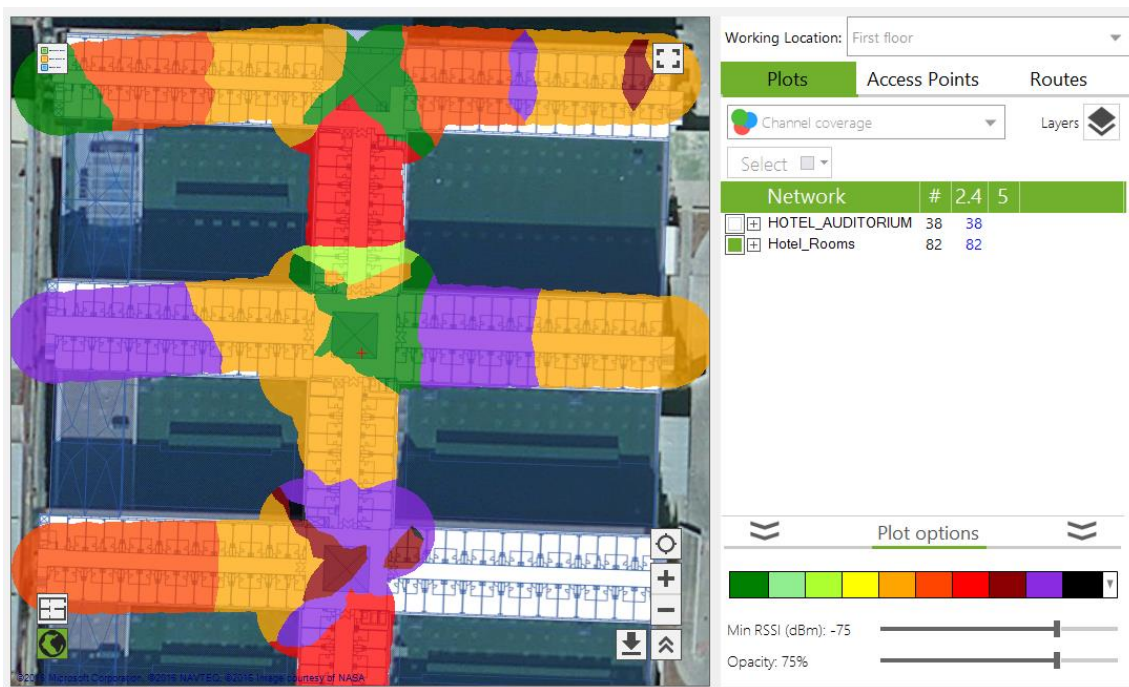 Working Location: First floor
Plots Access Points Routes
Channel coverage Layers
Select
Network # 2.4 5
HOTEL_AUDITORIUM 38 38
Hotel_Rooms 82 82
Plot options
Min RSSI (dBm): -75
Opacity: 75%
©2016 Microsoft Corporation, ©2016 NAVTEQ, ©2016 Image courtesy of NASA